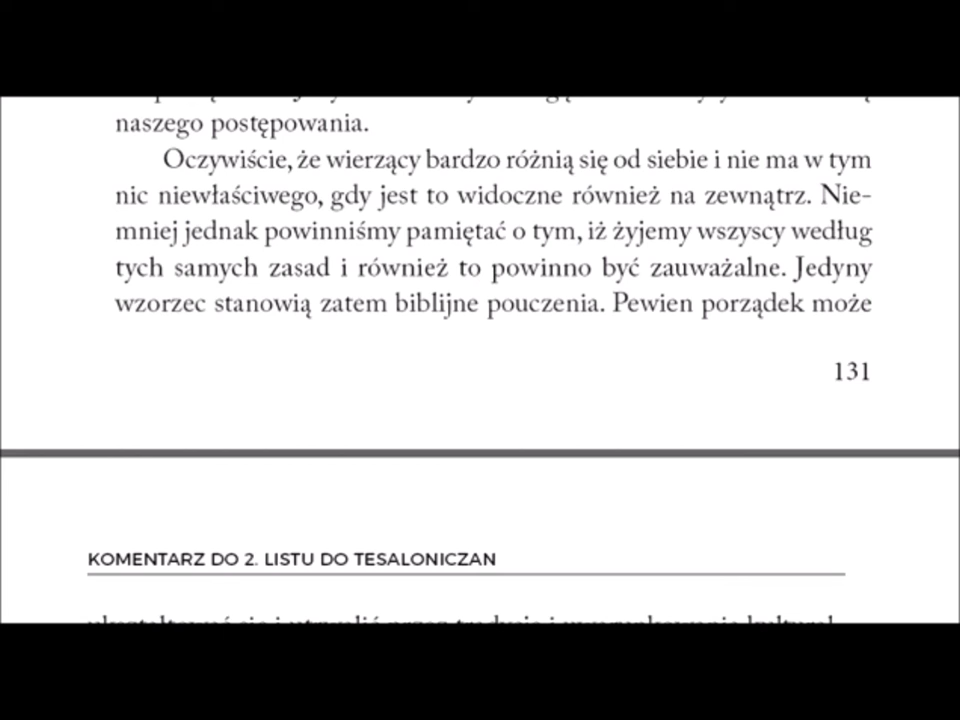 naszego postępowania.
Oczywiście, że wierzący bardzo różnią się od siebie i nie ma w tym
nic niewłaściwego, gdy jest to widoczne również na zewnątrz. Nie-
mniej jednak powinniśmy pamiętać o tym, iż żyjemy wszyscy według
tych samych zasad i również to powinno być zauważalne. Jedyny
wzorzec stanowią zatem biblijne pouczenia. Pewien porządek może
131
KOMENTARZ DO 2. LISTU DO TESALONICZAN